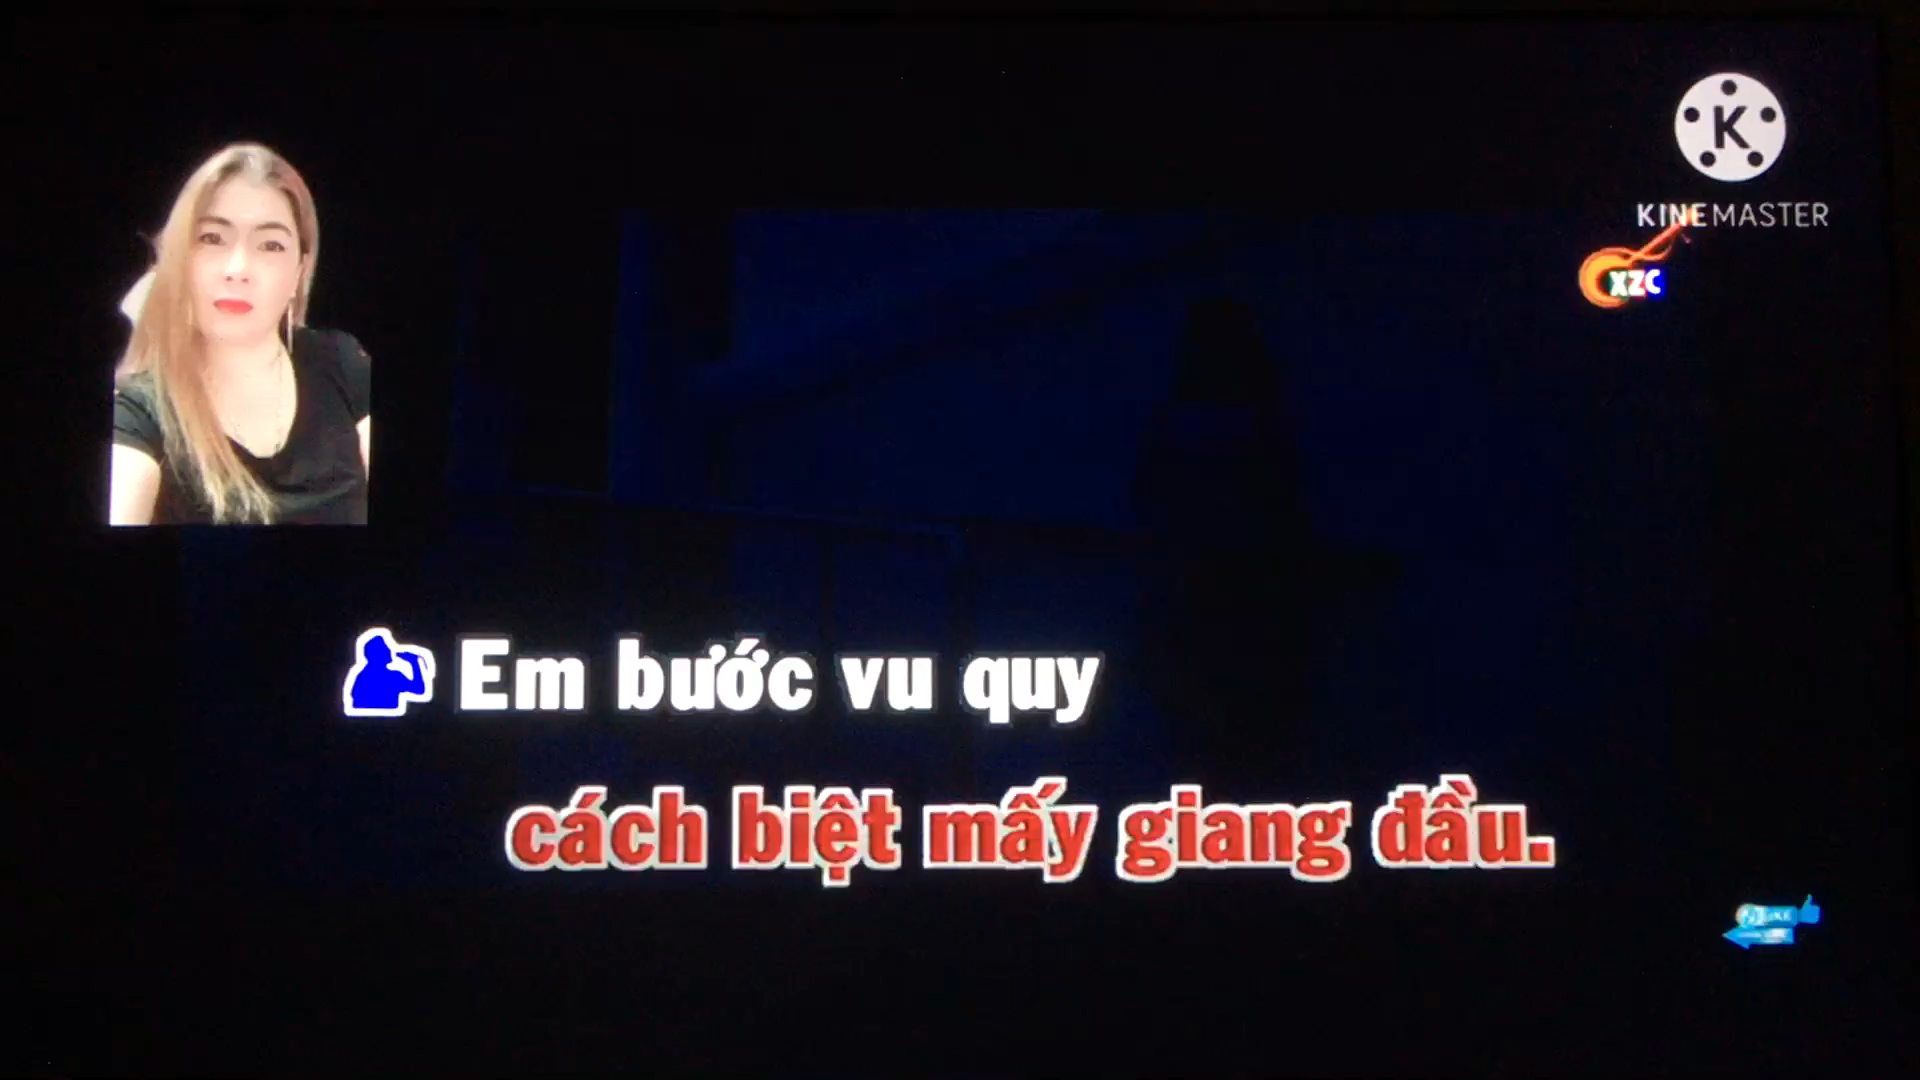 K
KINEMASTER
XZC
Em bước vu quy
cách biệt mấy giang đầu.